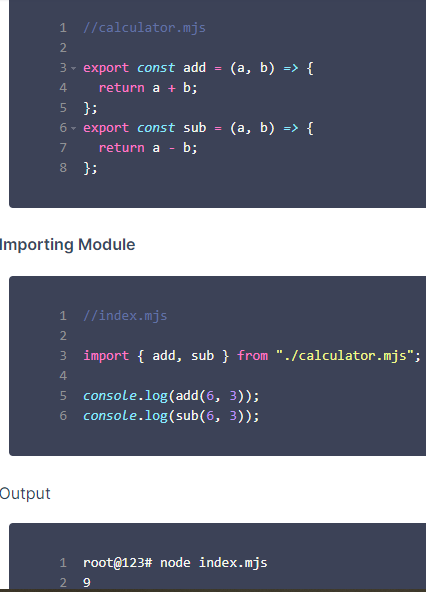 1 //calculator.mjs
2
3 export const add = (a, b) => {
4 return a + b;
5 };
6 export const sub = (a, b) => {
7 return a - b;
8 };
Importing Module
1 //index.mjs
2
3 import { add, sub } from "./calculator.mjs";
4
5 console.log(add(6, 3));
6 console.log(sub(6, 3));
Output
1 root@123# node index.mjs
2 9